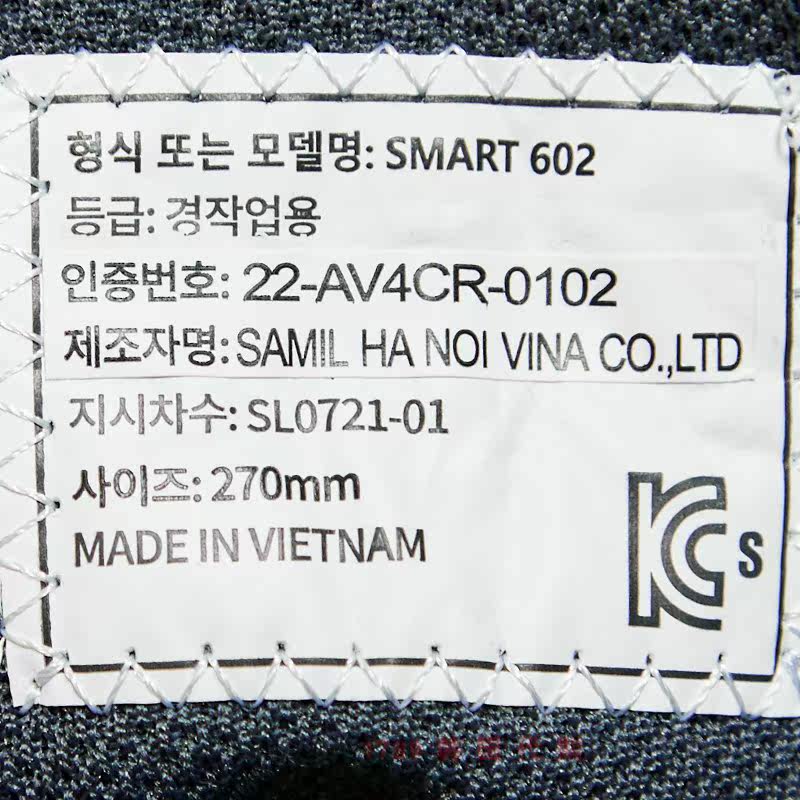 형식 또는 모델명: SMART 602
등급: 경작업용
인증번호: 22-AV4CR-0102
제조자명: SAMIL HA NOI VINA CO.,LTD
지시차수: SL0721-01
사이즈: 270mm
MADE IN VIETNAM
KC s